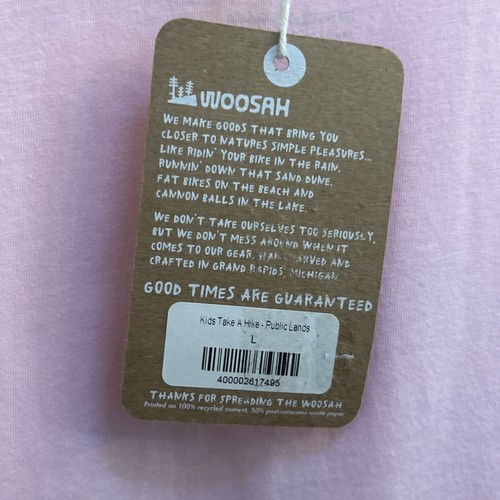 WOOSAH
WE MAKE GOODS THAT BRING YOU
CLOSER TO NATURES SIMPLE PLEASURES...
LIKE RIDIN' YOUR BIKE IN THE RAIN.
RUNNIN' DOWN THAT SAND DUNE.
FAT BIKES ON THE BEACH AND
CANNON BALLS IN THE LAKE.
WE DON'T TAKE OURSELVES TOO SERIOUSLY,
BUT WE DON'T MESS AROUND WHEN IT
COMES TO OUR GEAR. HAND CARVED AND
CRAFTED IN GRAND RAPIDS, MICHIGAN.
GOOD TIMES ARE GUARANTEED
Kids Take A Hike - Public Lands
L
400002617495
THANKS FOR SPREADING THE WOOSAH
Printed on 100% recycled content, 50% post-consumer waste paper